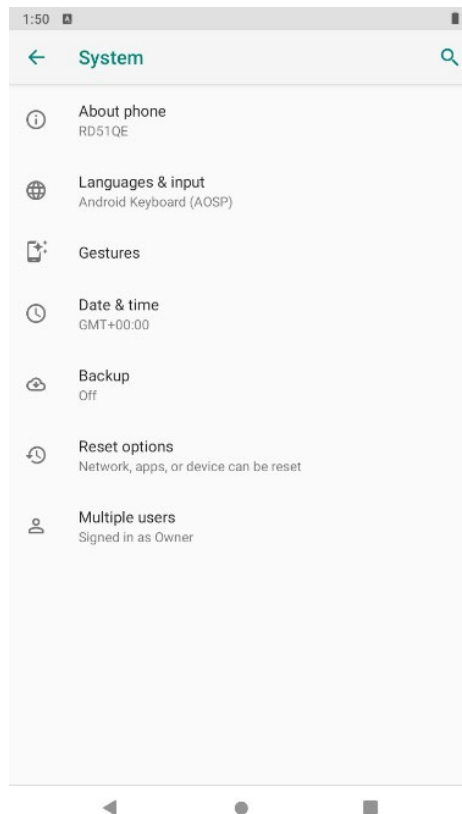 1:50
System
About phone
RD51QE
Languages & input
Android Keyboard (AOSP)
Gestures
Date & time
GMT+00:00
Backup
Off
Reset options
Network, apps, or device can be reset
Multiple users
Signed in as Owner